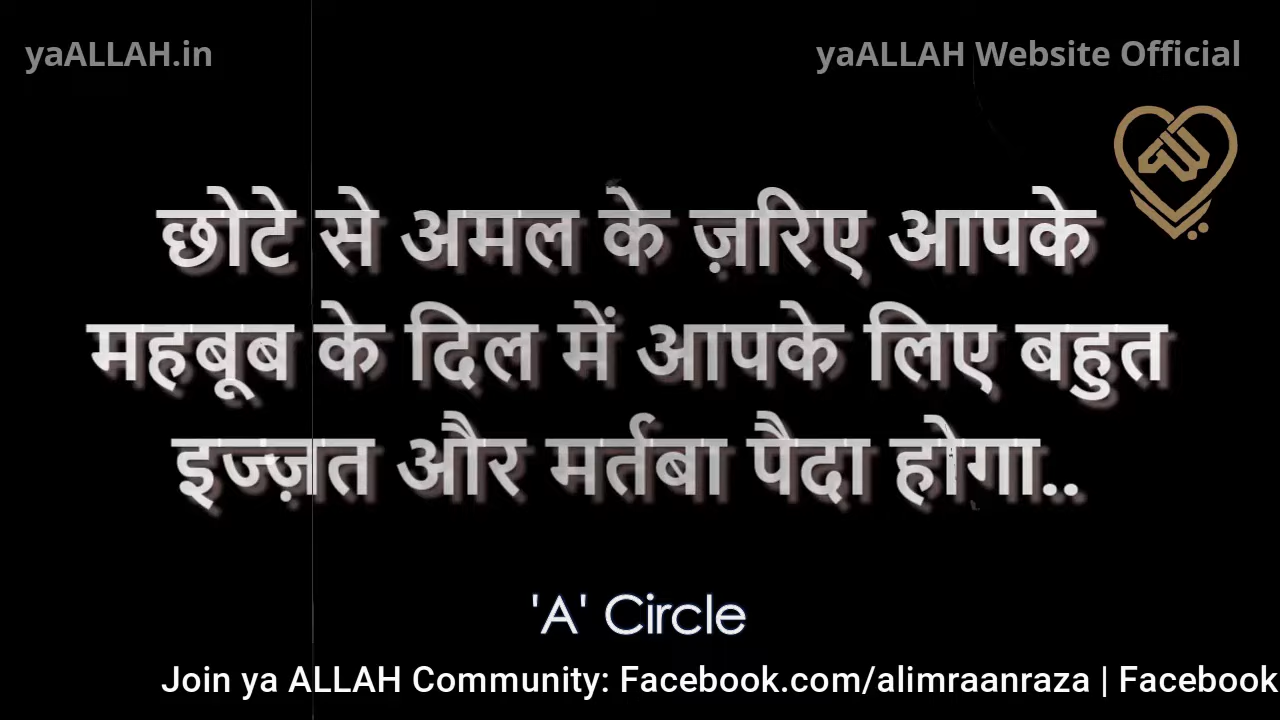 yaALLAH.in
yaALLAH Website Official
छोटे से अमल के ज़रिए आपके
महबूब के दिल में आपके लिए बहुत
इज्ज़त और मर्तबा पैदा होगा..
'A' Circle
Join ya ALLAH Community: Facebook.com/alimraanraza | Facebook